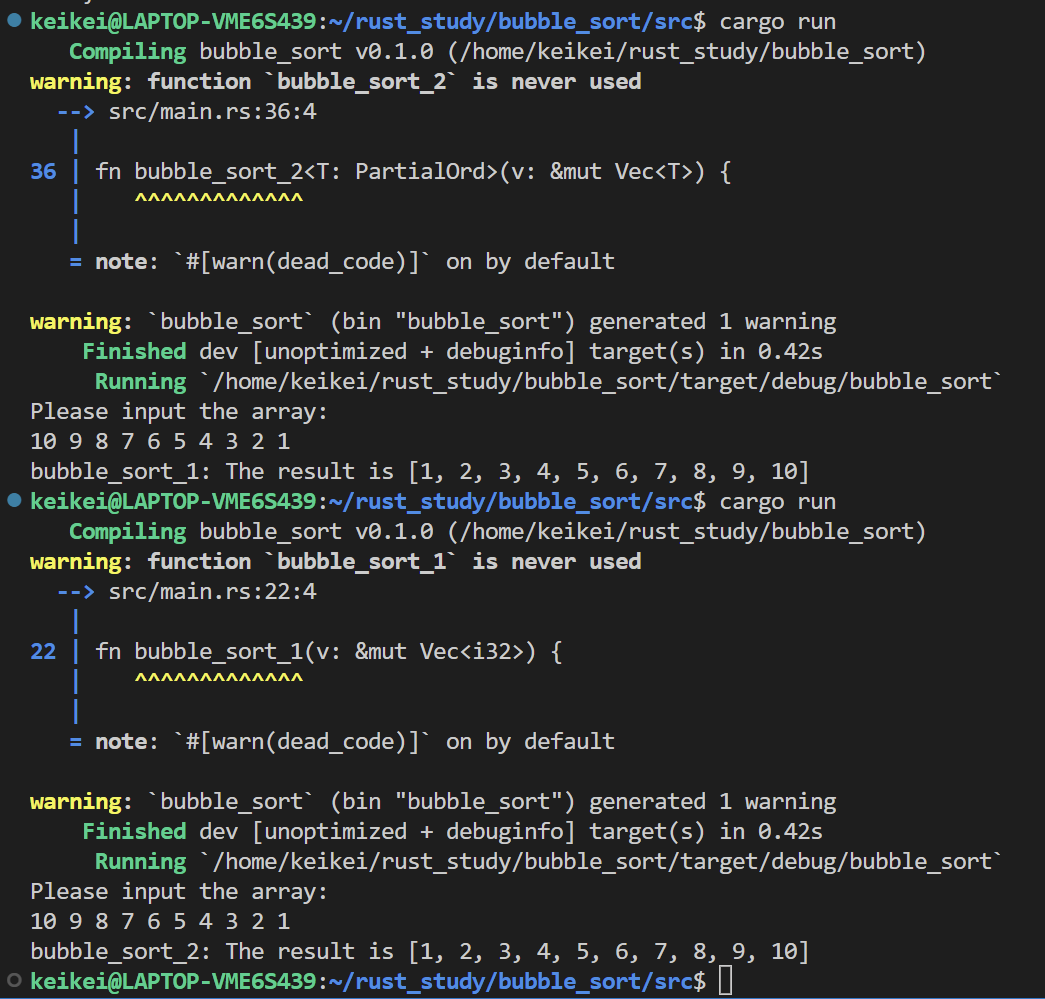 keikei@LAPTOP-VME6S439:~/rust_study/bubble_sort/src$ cargo run
   Compiling bubble_sort v0.1.0 (/home/keikei/rust_study/bubble_sort)
warning: function `bubble_sort_2` is never used
  --> src/main.rs:36:4
   |
36 | fn bubble_sort_2<T: PartialOrd>(v: &mut Vec<T>) {
   |    ^^^^^^^^^^^^^
   |
   = note: `#[warn(dead_code)]` on by default

warning: `bubble_sort` (bin "bubble_sort") generated 1 warning
    Finished dev [unoptimized + debuginfo] target(s) in 0.42s
     Running `/home/keikei/rust_study/bubble_sort/target/debug/bubble_sort`
Please input the array:
10 9 8 7 6 5 4 3 2 1
bubble_sort_1: The result is [1, 2, 3, 4, 5, 6, 7, 8, 9, 10]
keikei@LAPTOP-VME6S439:~/rust_study/bubble_sort/src$ cargo run
   Compiling bubble_sort v0.1.0 (/home/keikei/rust_study/bubble_sort)
warning: function `bubble_sort_1` is never used
  --> src/main.rs:22:4
   |
22 | fn bubble_sort_1(v: &mut Vec<i32>) {
   |    ^^^^^^^^^^^^^
   |
   = note: `#[warn(dead_code)]` on by default

warning: `bubble_sort` (bin "bubble_sort") generated 1 warning
    Finished dev [unoptimized + debuginfo] target(s) in 0.42s
     Running `/home/keikei/rust_study/bubble_sort/target/debug/bubble_sort`
Please input the array:
10 9 8 7 6 5 4 3 2 1
bubble_sort_2: The result is [1, 2, 3, 4, 5, 6, 7, 8, 9, 10]
keikei@LAPTOP-VME6S439:~/rust_study/bubble_sort/src$